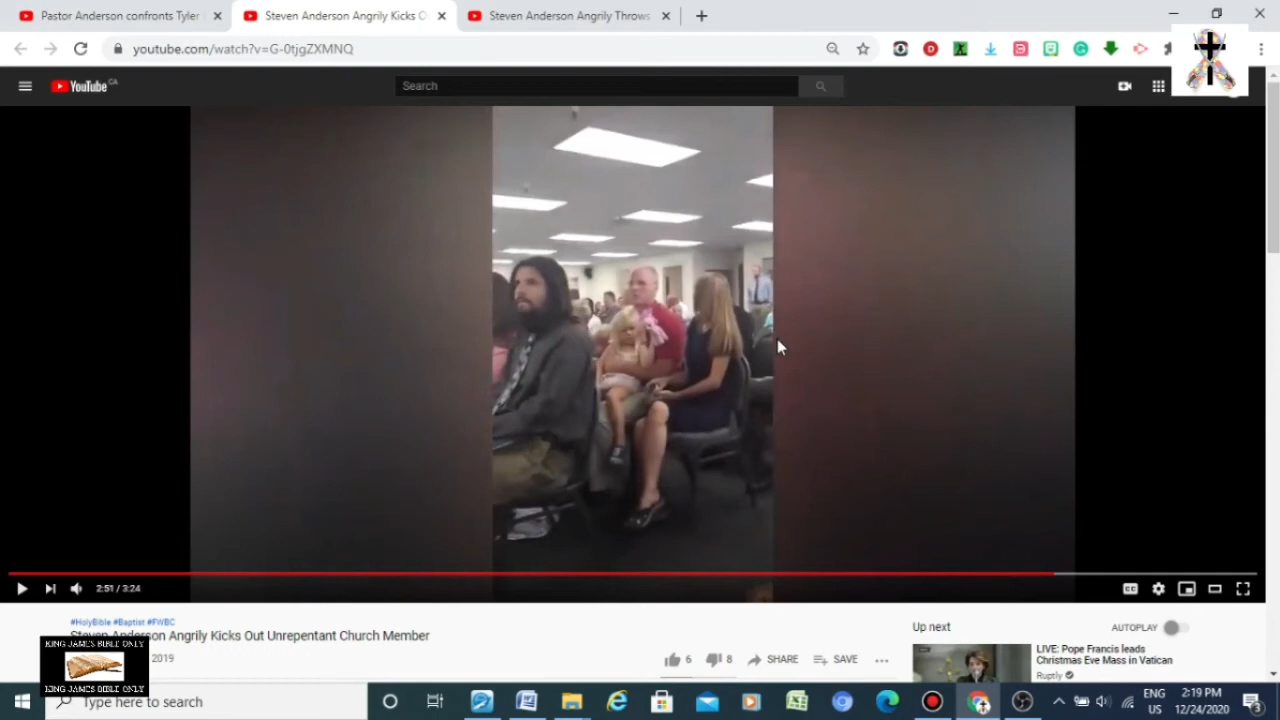 Pastor Anderson confronts Tyler
Steven Anderson Angrily Kicks O
Steven Anderson Angrily Throws
youtube.com/watch?v=G-0tjgZXMNQ
YouTube CA
Search
2:51 / 3:24
#HolyBible #Baptist #FWBC
Steven Anderson Angrily Kicks Out Unrepentant Church Member
2019
6
8
SHARE
SAVE
Up next
AUTOPLAY
LIVE: Pope Francis leads
Christmas Eve Mass in Vatican
Ruptly
KING JAMES BIBLE ONLY
KING JAMES BIBLE ONLY
Type here to search
ENG
US
2:19 PM
12/24/2020
3